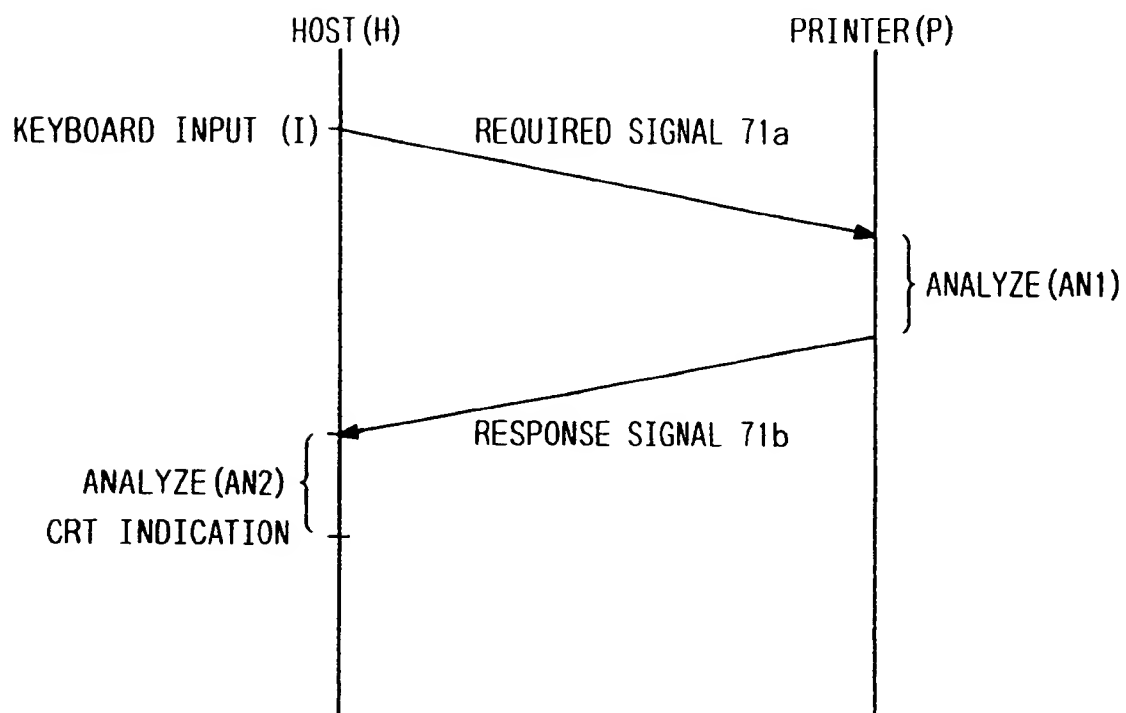 HOST(H)
PRINTER(P)
KEYBOARD INPUT (I)
REQUIRED SIGNAL 71a
ANALYZE(AN1)
RESPONSE SIGNAL 71b
ANALYZE(AN2)
CRT INDICATION